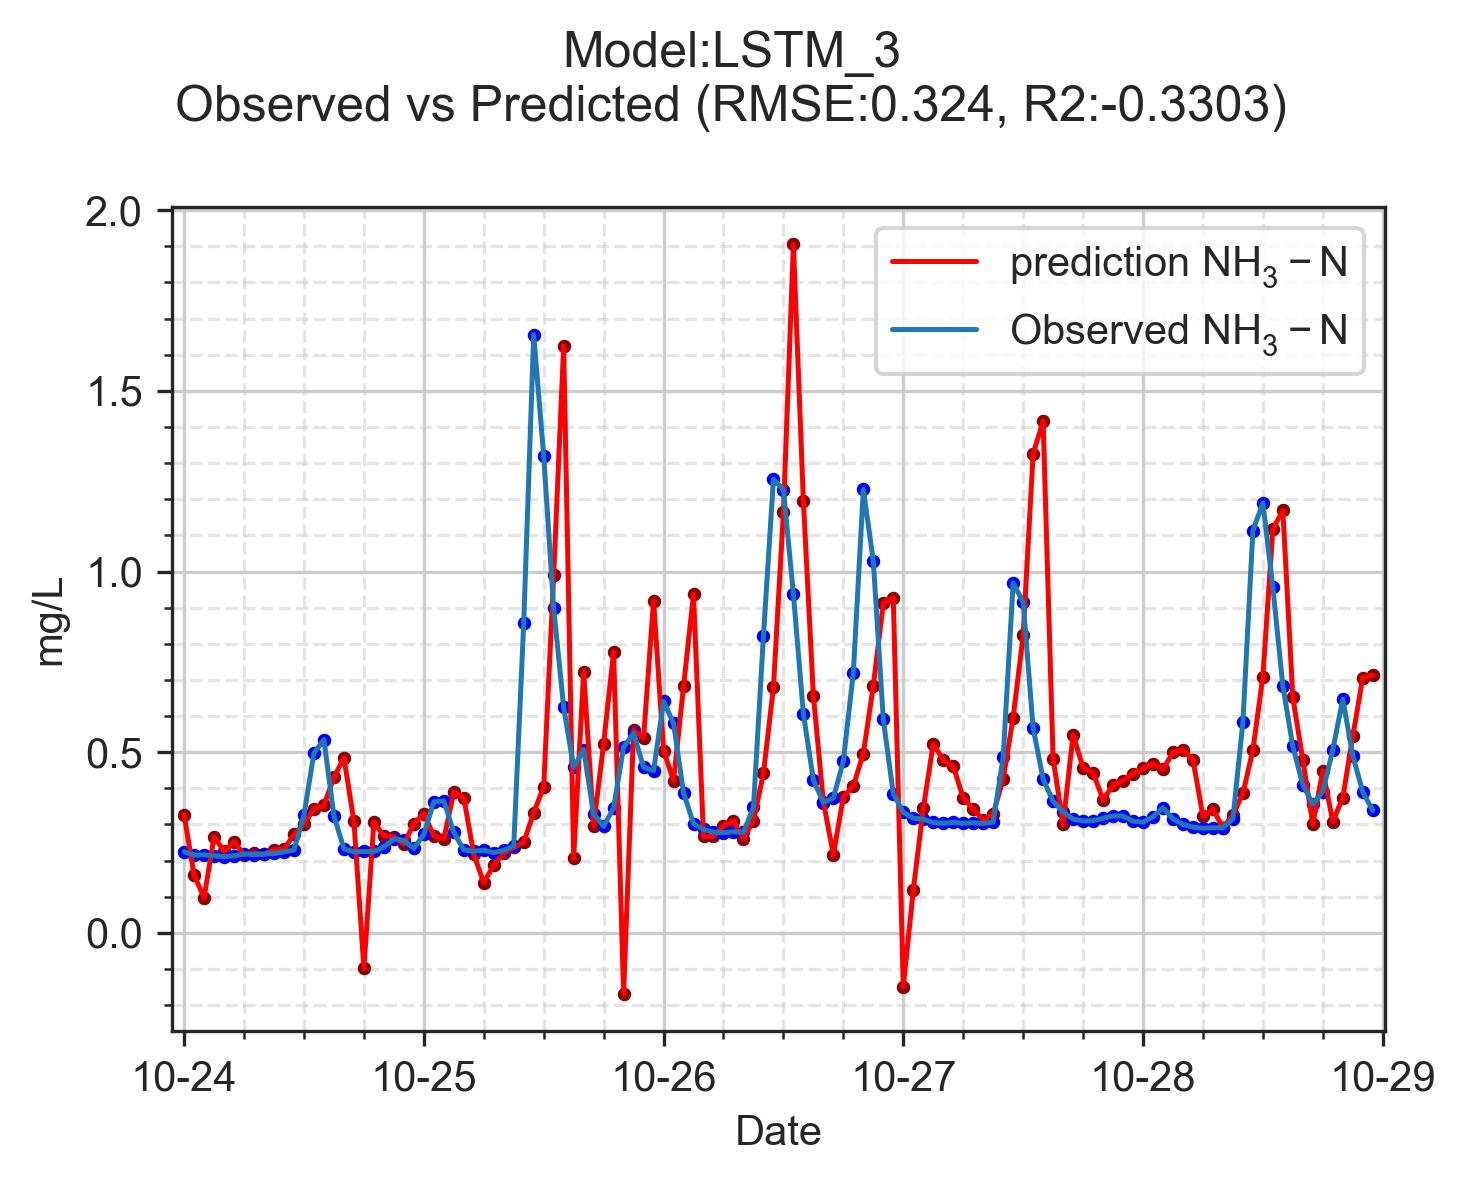 Model:LSTM_3
Observed vs Predicted (RMSE:0.324, R2:-0.3303)
prediction NH₃ − N
Observed NH₃ − N
2.0
1.5
1.0
0.5
0.0
mg/L
10-24 10-25 10-26 10-27 10-28 10-29
Date